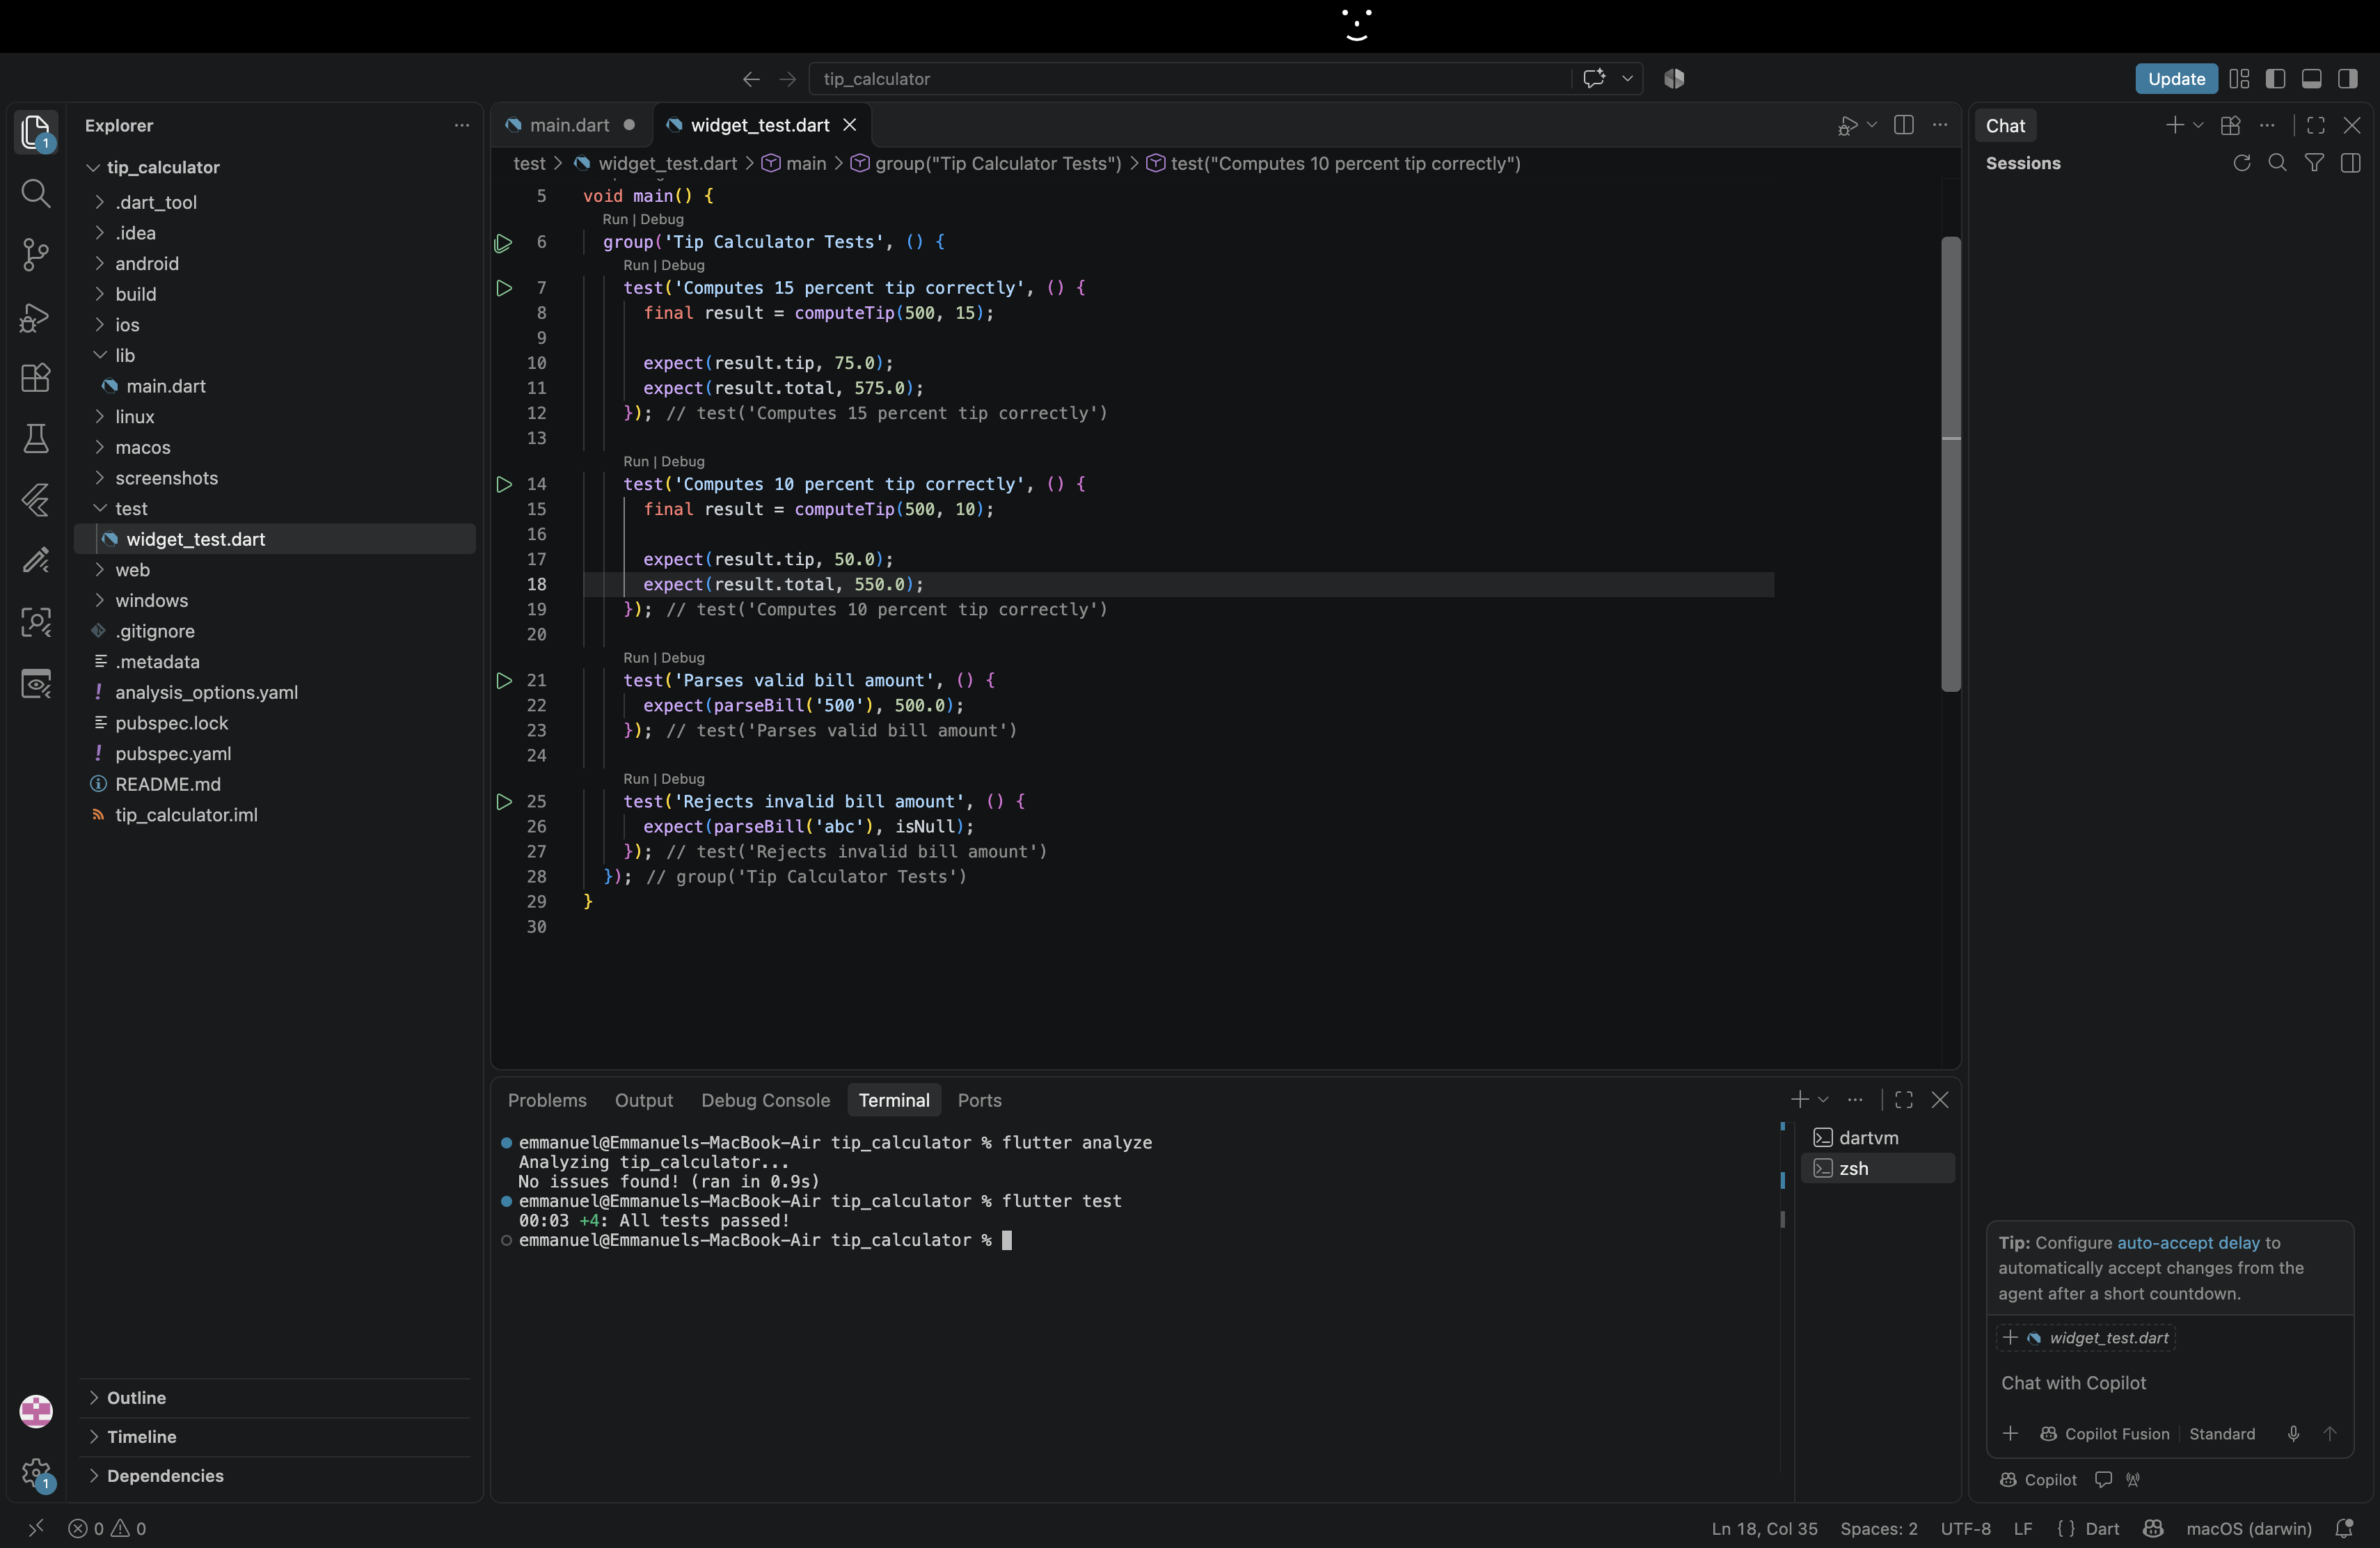 tip_calculator
Update
Explorer
tip_calculator
.dart_tool
.idea
android
build
ios
lib
main.dart
linux
macos
screenshots
test
widget_test.dart
web
windows
.gitignore
.metadata
analysis_options.yaml
pubspec.lock
pubspec.yaml
README.md
tip_calculator.iml
Outline
Timeline
Dependencies
1
1
main.dart
widget_test.dart
test > widget_test.dart > main > group("Tip Calculator Tests") > test("Computes 10 percent tip correctly")
5 void main() {
Run | Debug
6 group('Tip Calculator Tests', () {
Run | Debug
7 test('Computes 15 percent tip correctly', () {
8 final result = computeTip(500, 15);
9
10 expect(result.tip, 75.0);
11 expect(result.total, 575.0);
12 }); // test('Computes 15 percent tip correctly')
13
Run | Debug
14 test('Computes 10 percent tip correctly', () {
15 final result = computeTip(500, 10);
16
17 expect(result.tip, 50.0);
18 expect(result.total, 550.0);
19 }); // test('Computes 10 percent tip correctly')
20
Run | Debug
21 test('Parses valid bill amount', () {
22 expect(parseBill('500'), 500.0);
23 }); // test('Parses valid bill amount')
24
Run | Debug
25 test('Rejects invalid bill amount', () {
26 expect(parseBill('abc'), isNull);
27 }); // test('Rejects invalid bill amount')
28 }); // group('Tip Calculator Tests')
29 }
30
Problems Output Debug Console Terminal Ports
emmanuel@Emmanuels-MacBook-Air tip_calculator % flutter analyze
Analyzing tip_calculator...
No issues found! (ran in 0.9s)
emmanuel@Emmanuels-MacBook-Air tip_calculator % flutter test
00:03 +4: All tests passed!
emmanuel@Emmanuels-MacBook-Air tip_calculator %
dartvm
zsh
Chat
Sessions
Tip: Configure auto-accept delay to
automatically accept changes from the
agent after a short countdown.
widget_test.dart
Chat with Copilot
Copilot Fusion Standard
Copilot
0 0
Ln 18, Col 35 Spaces: 2 UTF-8 LF { } Dart macOS (darwin)